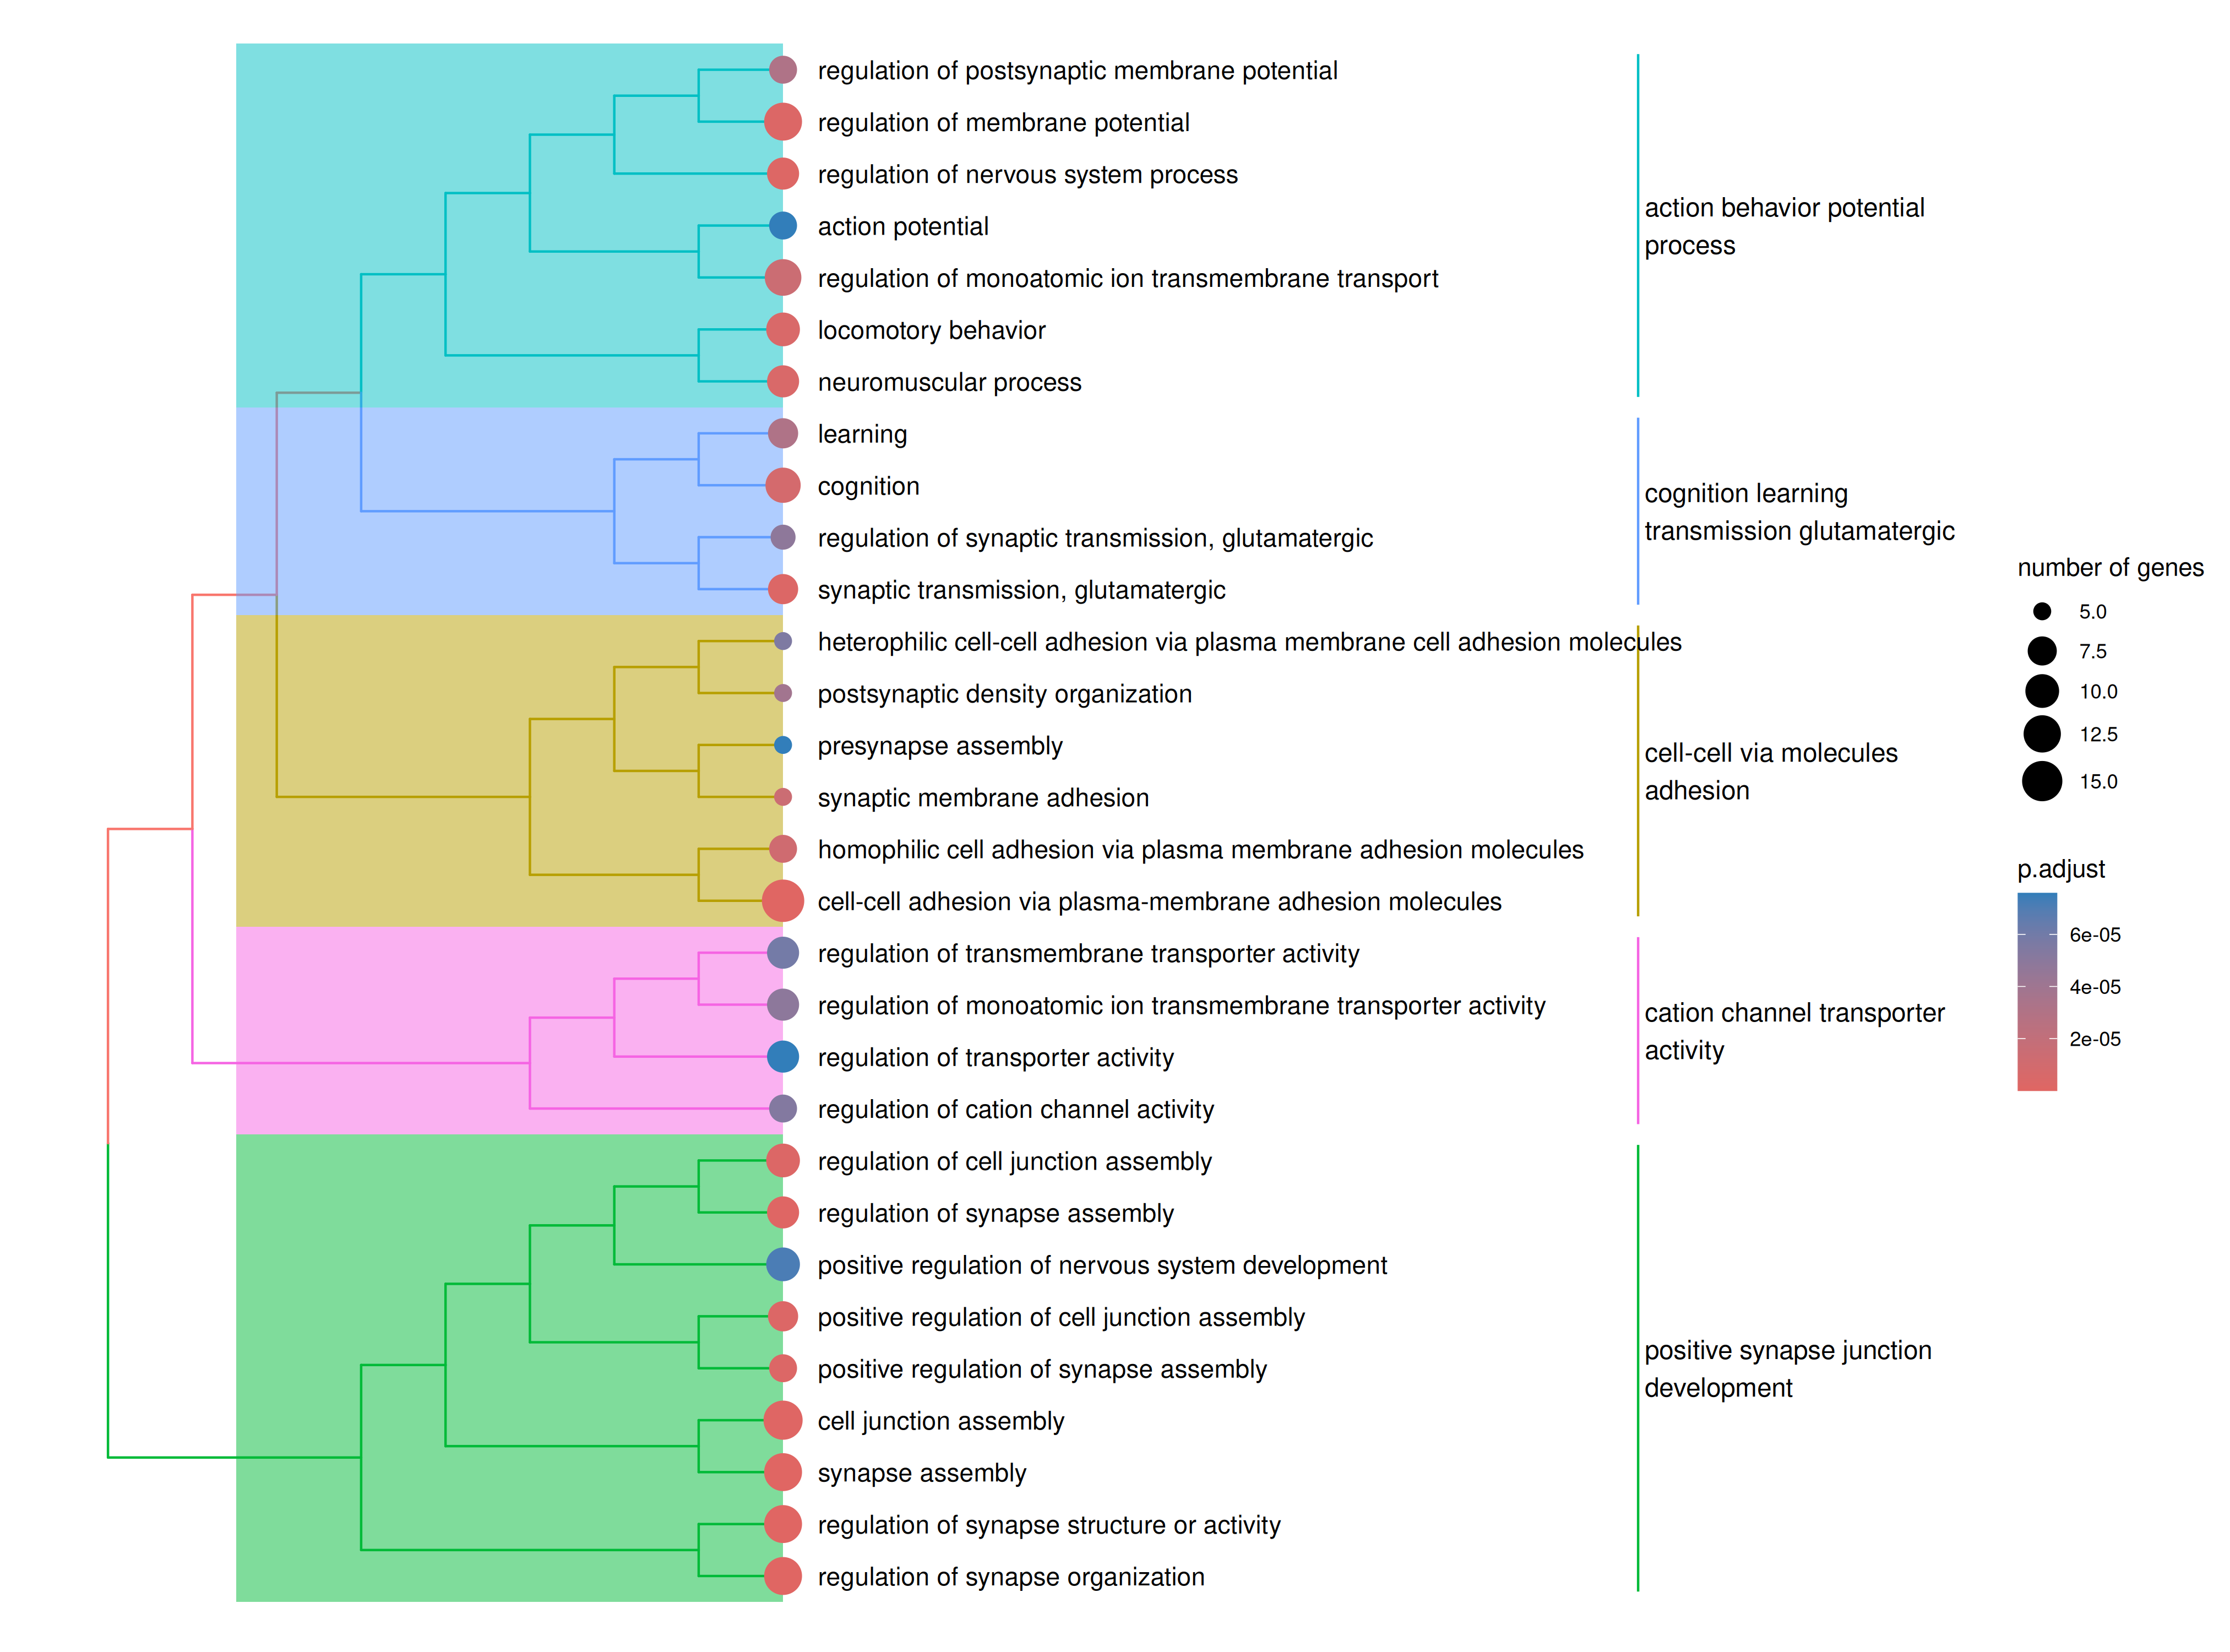 regulation of postsynaptic membrane potential
regulation of membrane potential
regulation of nervous system process
action potential
regulation of monoatomic ion transmembrane transport
locomotory behavior
neuromuscular process
learning
cognition
regulation of synaptic transmission, glutamatergic
synaptic transmission, glutamatergic
heterophilic cell-cell adhesion via plasma membrane cell adhesion molecules
postsynaptic density organization
presynapse assembly
synaptic membrane adhesion
homophilic cell adhesion via plasma membrane adhesion molecules
cell-cell adhesion via plasma-membrane adhesion molecules
regulation of transmembrane transporter activity
regulation of monoatomic ion transmembrane transporter activity
regulation of transporter activity
regulation of cation channel activity
regulation of cell junction assembly
regulation of synapse assembly
positive regulation of nervous system development
positive regulation of cell junction assembly
positive regulation of synapse assembly
cell junction assembly
synapse assembly
regulation of synapse structure or activity
regulation of synapse organization
action behavior potential
process
cognition learning
transmission glutamatergic
cell-cell via molecules
adhesion
cation channel transporter
activity
positive synapse junction
development
number of genes
5.0
7.5
10.0
12.5
15.0
p.adjust
6e-05
4e-05
2e-05